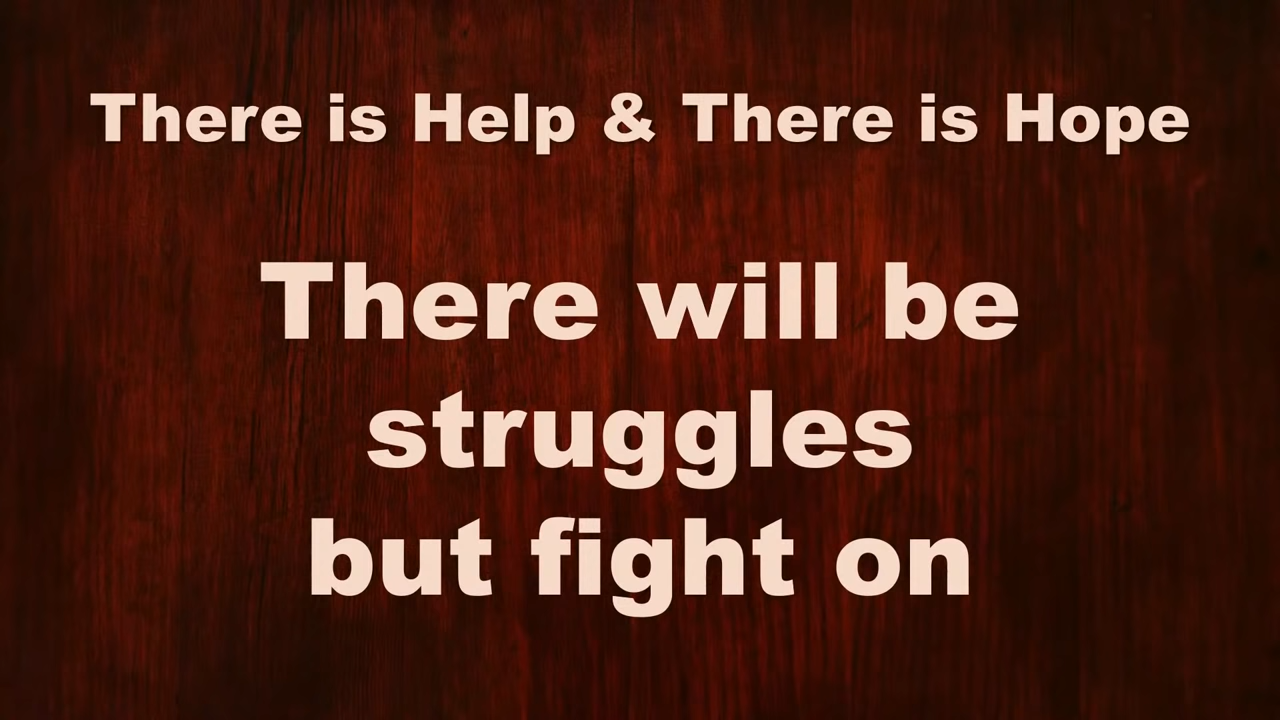 There is Help & There is Hope
There will be
struggles
but fight on